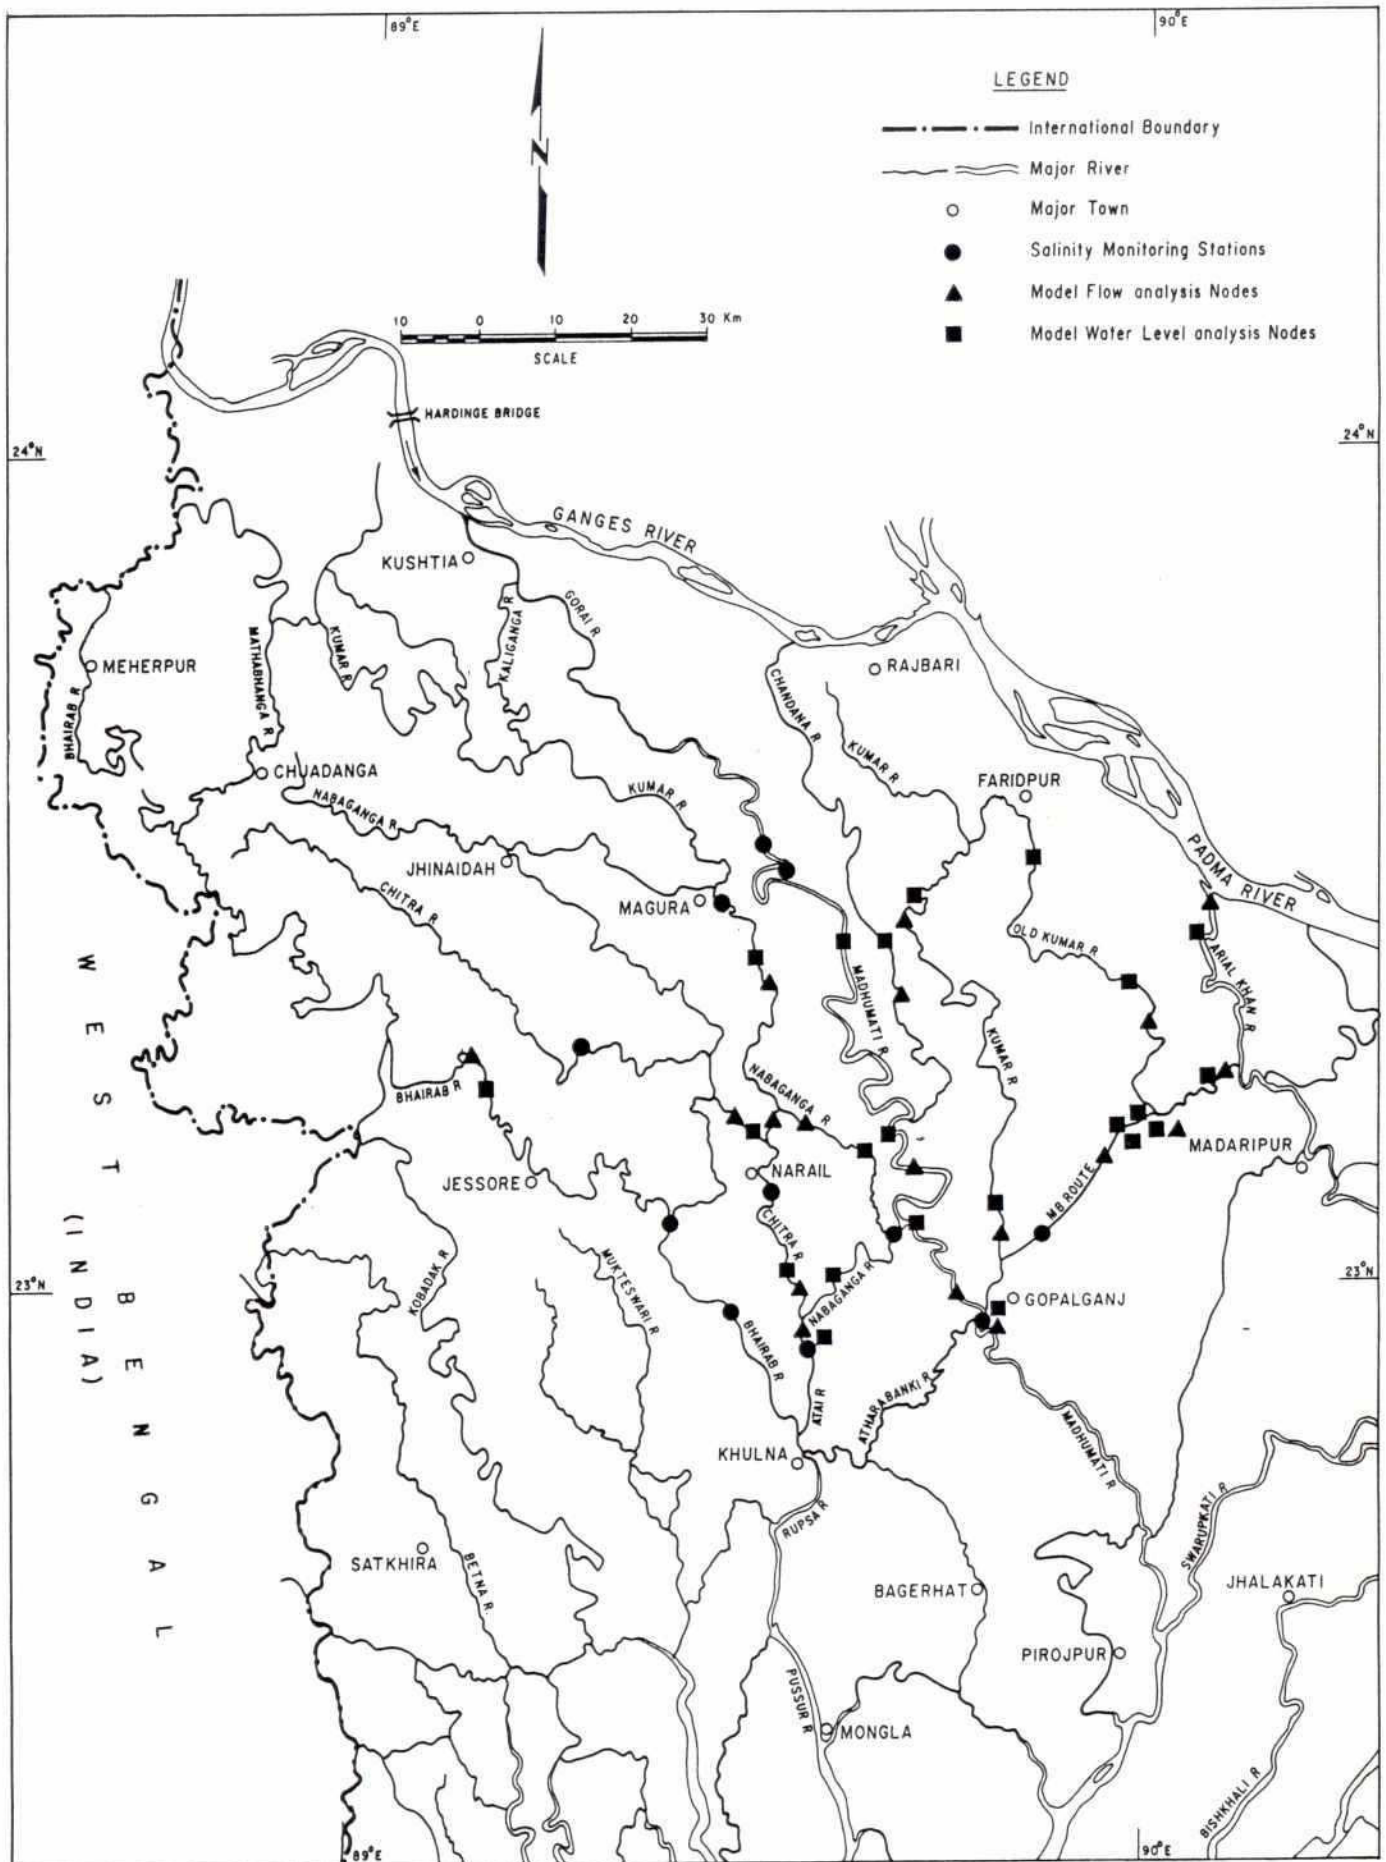 89°E
90°E
LEGEND
International Boundary
Major River
Major Town
Salinity Monitoring Stations
Model Flow analysis Nodes
Model Water Level analysis Nodes
N
10 0 10 20 30 Km
SCALE
HARDINGE BRIDGE
24°N
24°N
GANGES RIVER
KUSHTIA
GORAI R
KALIGANGA R
KUMAR R
MATHABHANGA R
MEHERPUR
BHAIRAB R
RAJBARI
CHANDANA R
KUMAR R
CHUADANGA
NABAGANGA R
KUMAR R
FARIDPUR
JHINAIDAH
PADMA RIVER
CHITRA R
MAGURA
OLD KUMAR R
ARIAL KHAN R
MADHUMATI R
KUMAR R
BHAIRAB R
NABAGANGA R
MADARIPUR
NARAIL
JESSORE
MB ROUTE
CHITRA R
MUKTESWARI R
KOBADAK R
NABAGANGA R
23°N
23°N
GOPALGANJ
BHAIRAB R
ATAI R
ATHARABANKI R
MADHUMATI R
WEST BENGAL
(INDIA)
KHULNA
RUPSA R
SWARUPKATI R
SATKHIRA
BETNA R.
BAGERHAT
JHALAKATI
PIROJPUR
PUSSUR R
MONGLA
BISHKHALI R
89°E
90°E